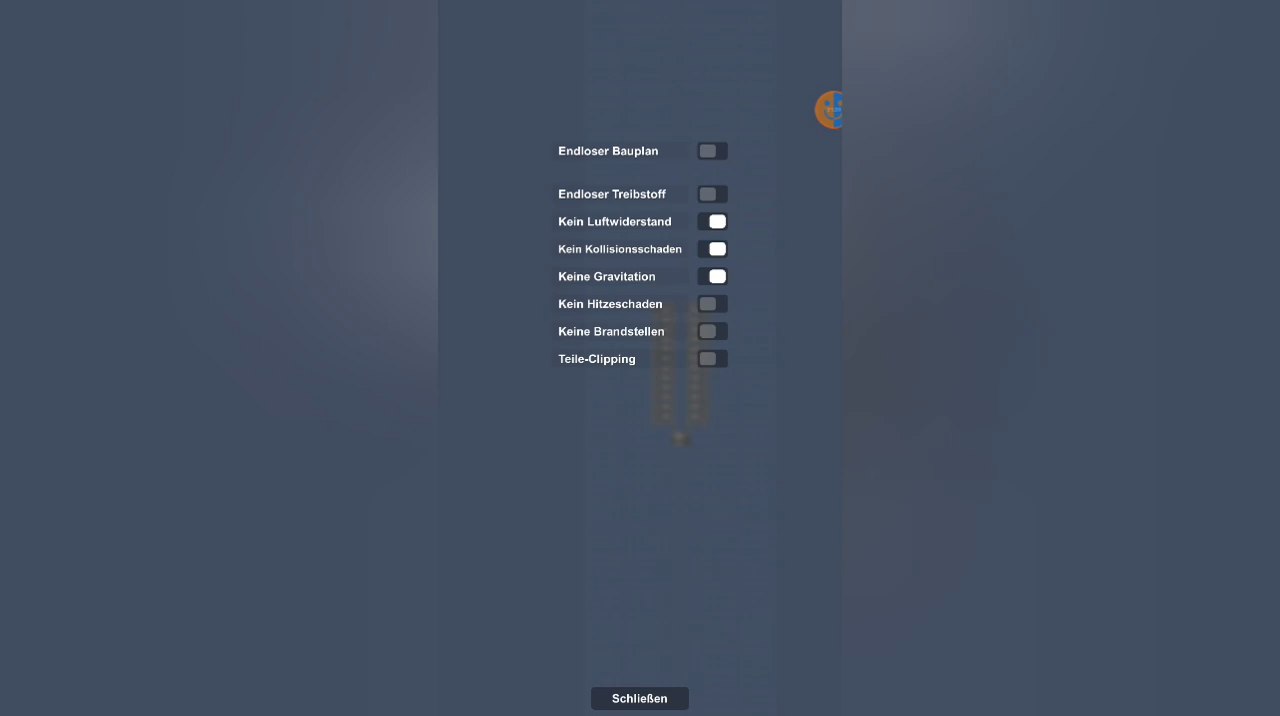 Endloser Bauplan
Endloser Treibstoff
Kein Luftwiderstand
Kein Kollisionsschaden
Keine Gravitation
Kein Hitzeschaden
Keine Brandstellen
Teile-Clipping
Schließen